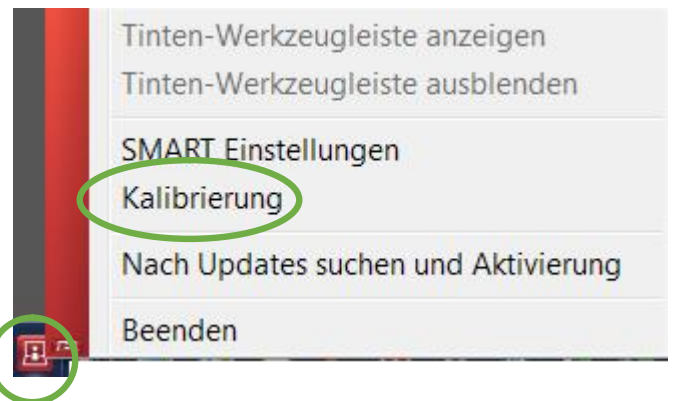 Tinten-Werkzeugleiste anzeigen
Tinten-Werkzeugleiste ausblenden
SMART Einstellungen
Kalibrierung
Nach Updates suchen und Aktivierung
Beenden